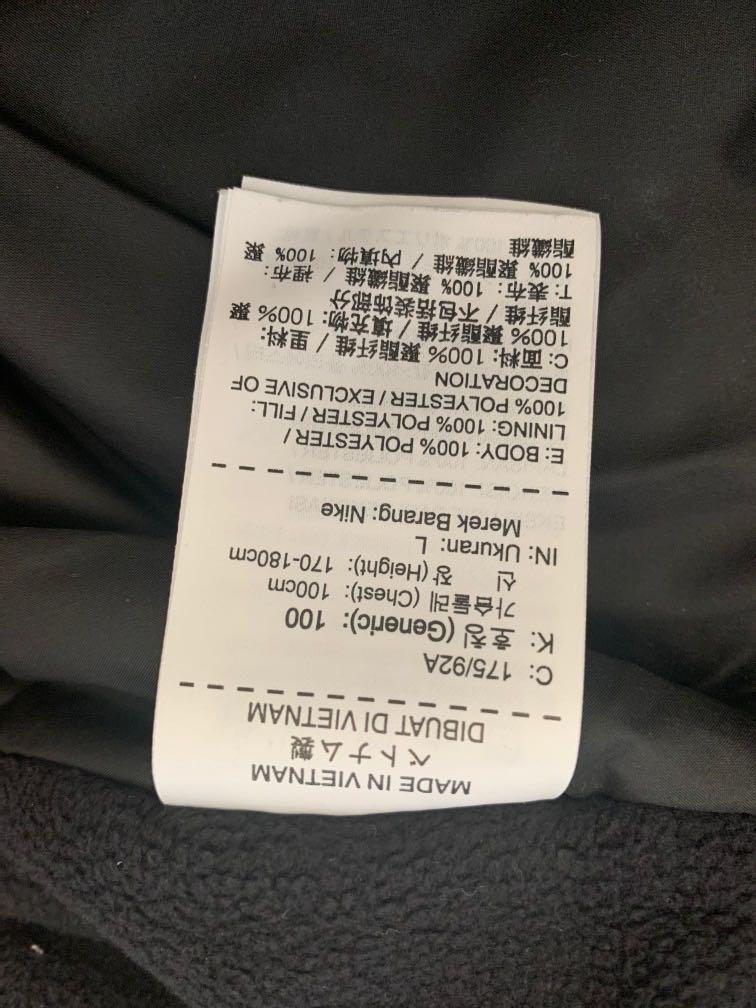 MADE IN VIETNAM
ベトナム製
DIBUAT DI VIETNAM
C: 175/92A
K: 호칭 (Generic): 100
가슴둘레 (Chest): 100cm
신 장 (Height): 170-180cm
IN: Ukuran: L
Merek Barang: Nike
E: BODY: 100% POLYESTER /
LINING: 100% POLYESTER / FILL:
100% POLYESTER / EXCLUSIVE OF
DECORATION
C: 面料: 100% 聚酯纤维 / 里料:
100% 聚酯纤维 / 填充物: 100% 聚
酯纤维 / 不包括装饰部分
T: 表布: 100% 聚酯纖維 / 裡布:
100% 聚酯纖維 / 內填物: 100% 聚
酯纖維